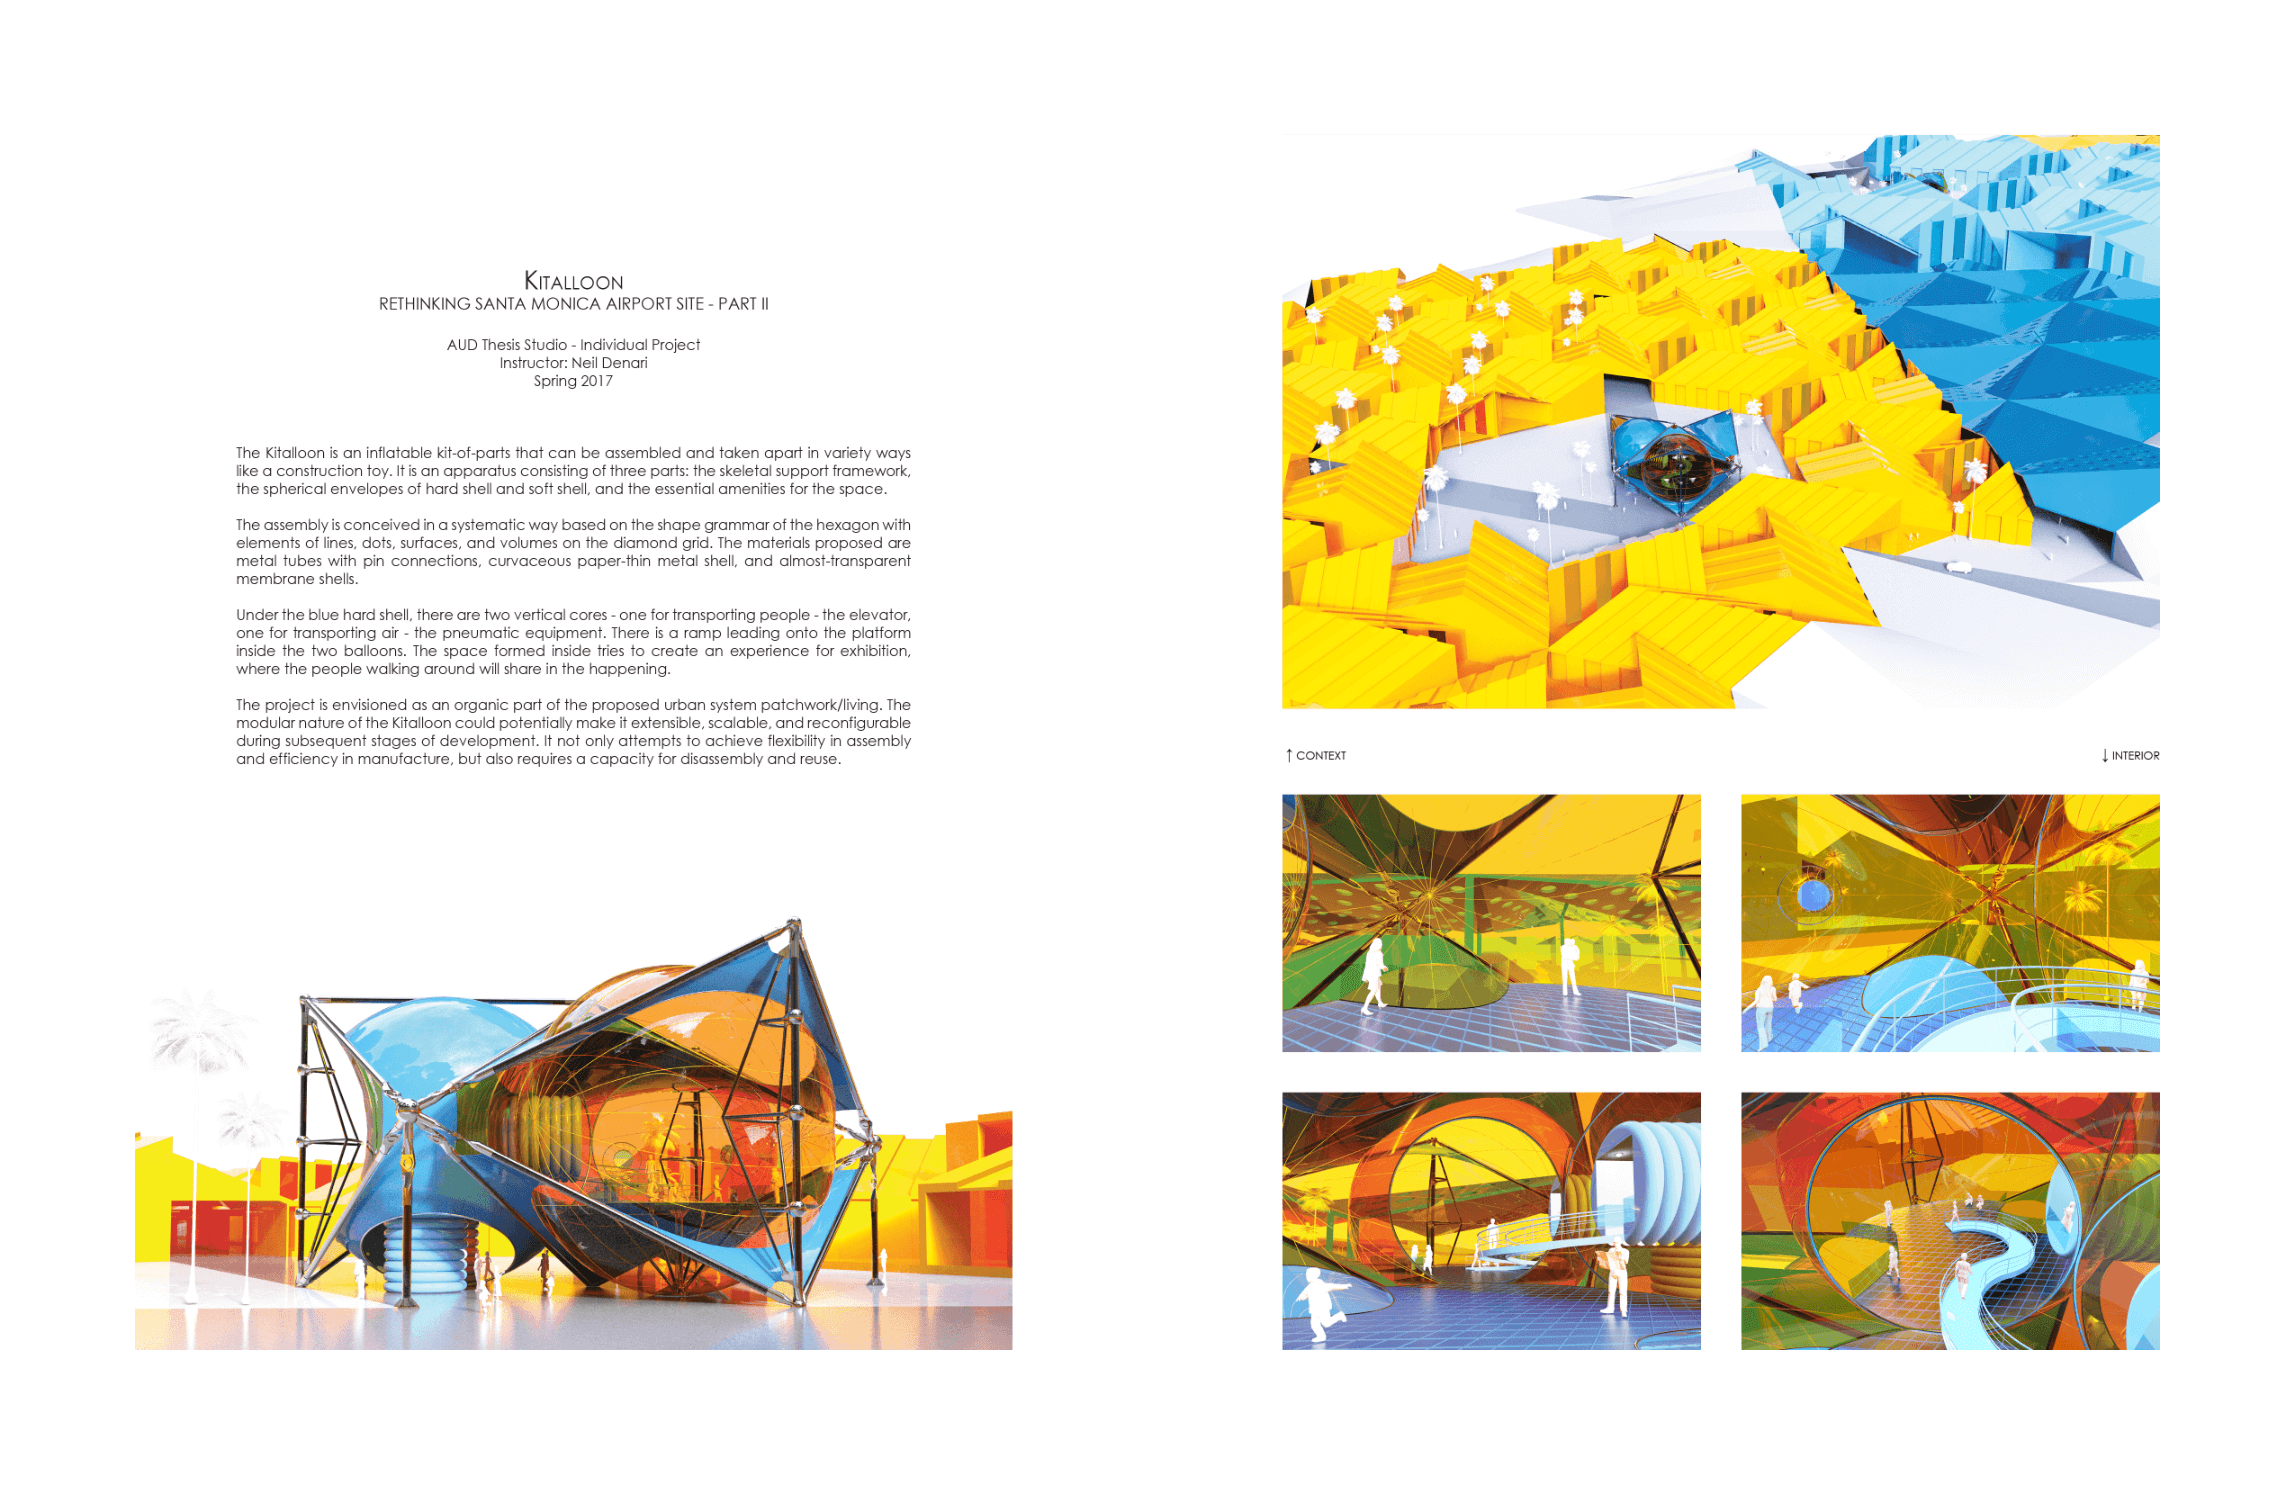 KITALLOON
RETHINKING SANTA MONICA AIRPORT SITE - PART II
AUD Thesis Studio - Individual Project
Instructor: Neil Denari
Spring 2017
The Kitalloon is an inflatable kit-of-parts that can be assembled and taken apart in variety ways
like a construction toy. It is an apparatus consisting of three parts: the skeletal support framework,
the spherical envelopes of hard shell and soft shell, and the essential amenities for the space.
The assembly is conceived in a systematic way based on the shape grammar of the hexagon with
elements of lines, dots, surfaces, and volumes on the diamond grid. The materials proposed are
metal tubes with pin connections, curvaceous paper-thin metal shell, and almost-transparent
membrane shells.
Under the blue hard shell, there are two vertical cores - one for transporting people - the elevator,
one for transporting air - the pneumatic equipment. There is a ramp leading onto the platform
inside the two balloons. The space formed inside tries to create an experience for exhibition,
where the people walking around will share in the happening.
The project is envisioned as an organic part of the proposed urban system patchwork/living. The
modular nature of the Kitalloon could potentially make it extensible, scalable, and reconfigurable
during subsequent stages of development. It not only attempts to achieve flexibility in assembly
and efficiency in manufacture, but also requires a capacity for disassembly and reuse.
↑ CONTEXT
↓ INTERIOR